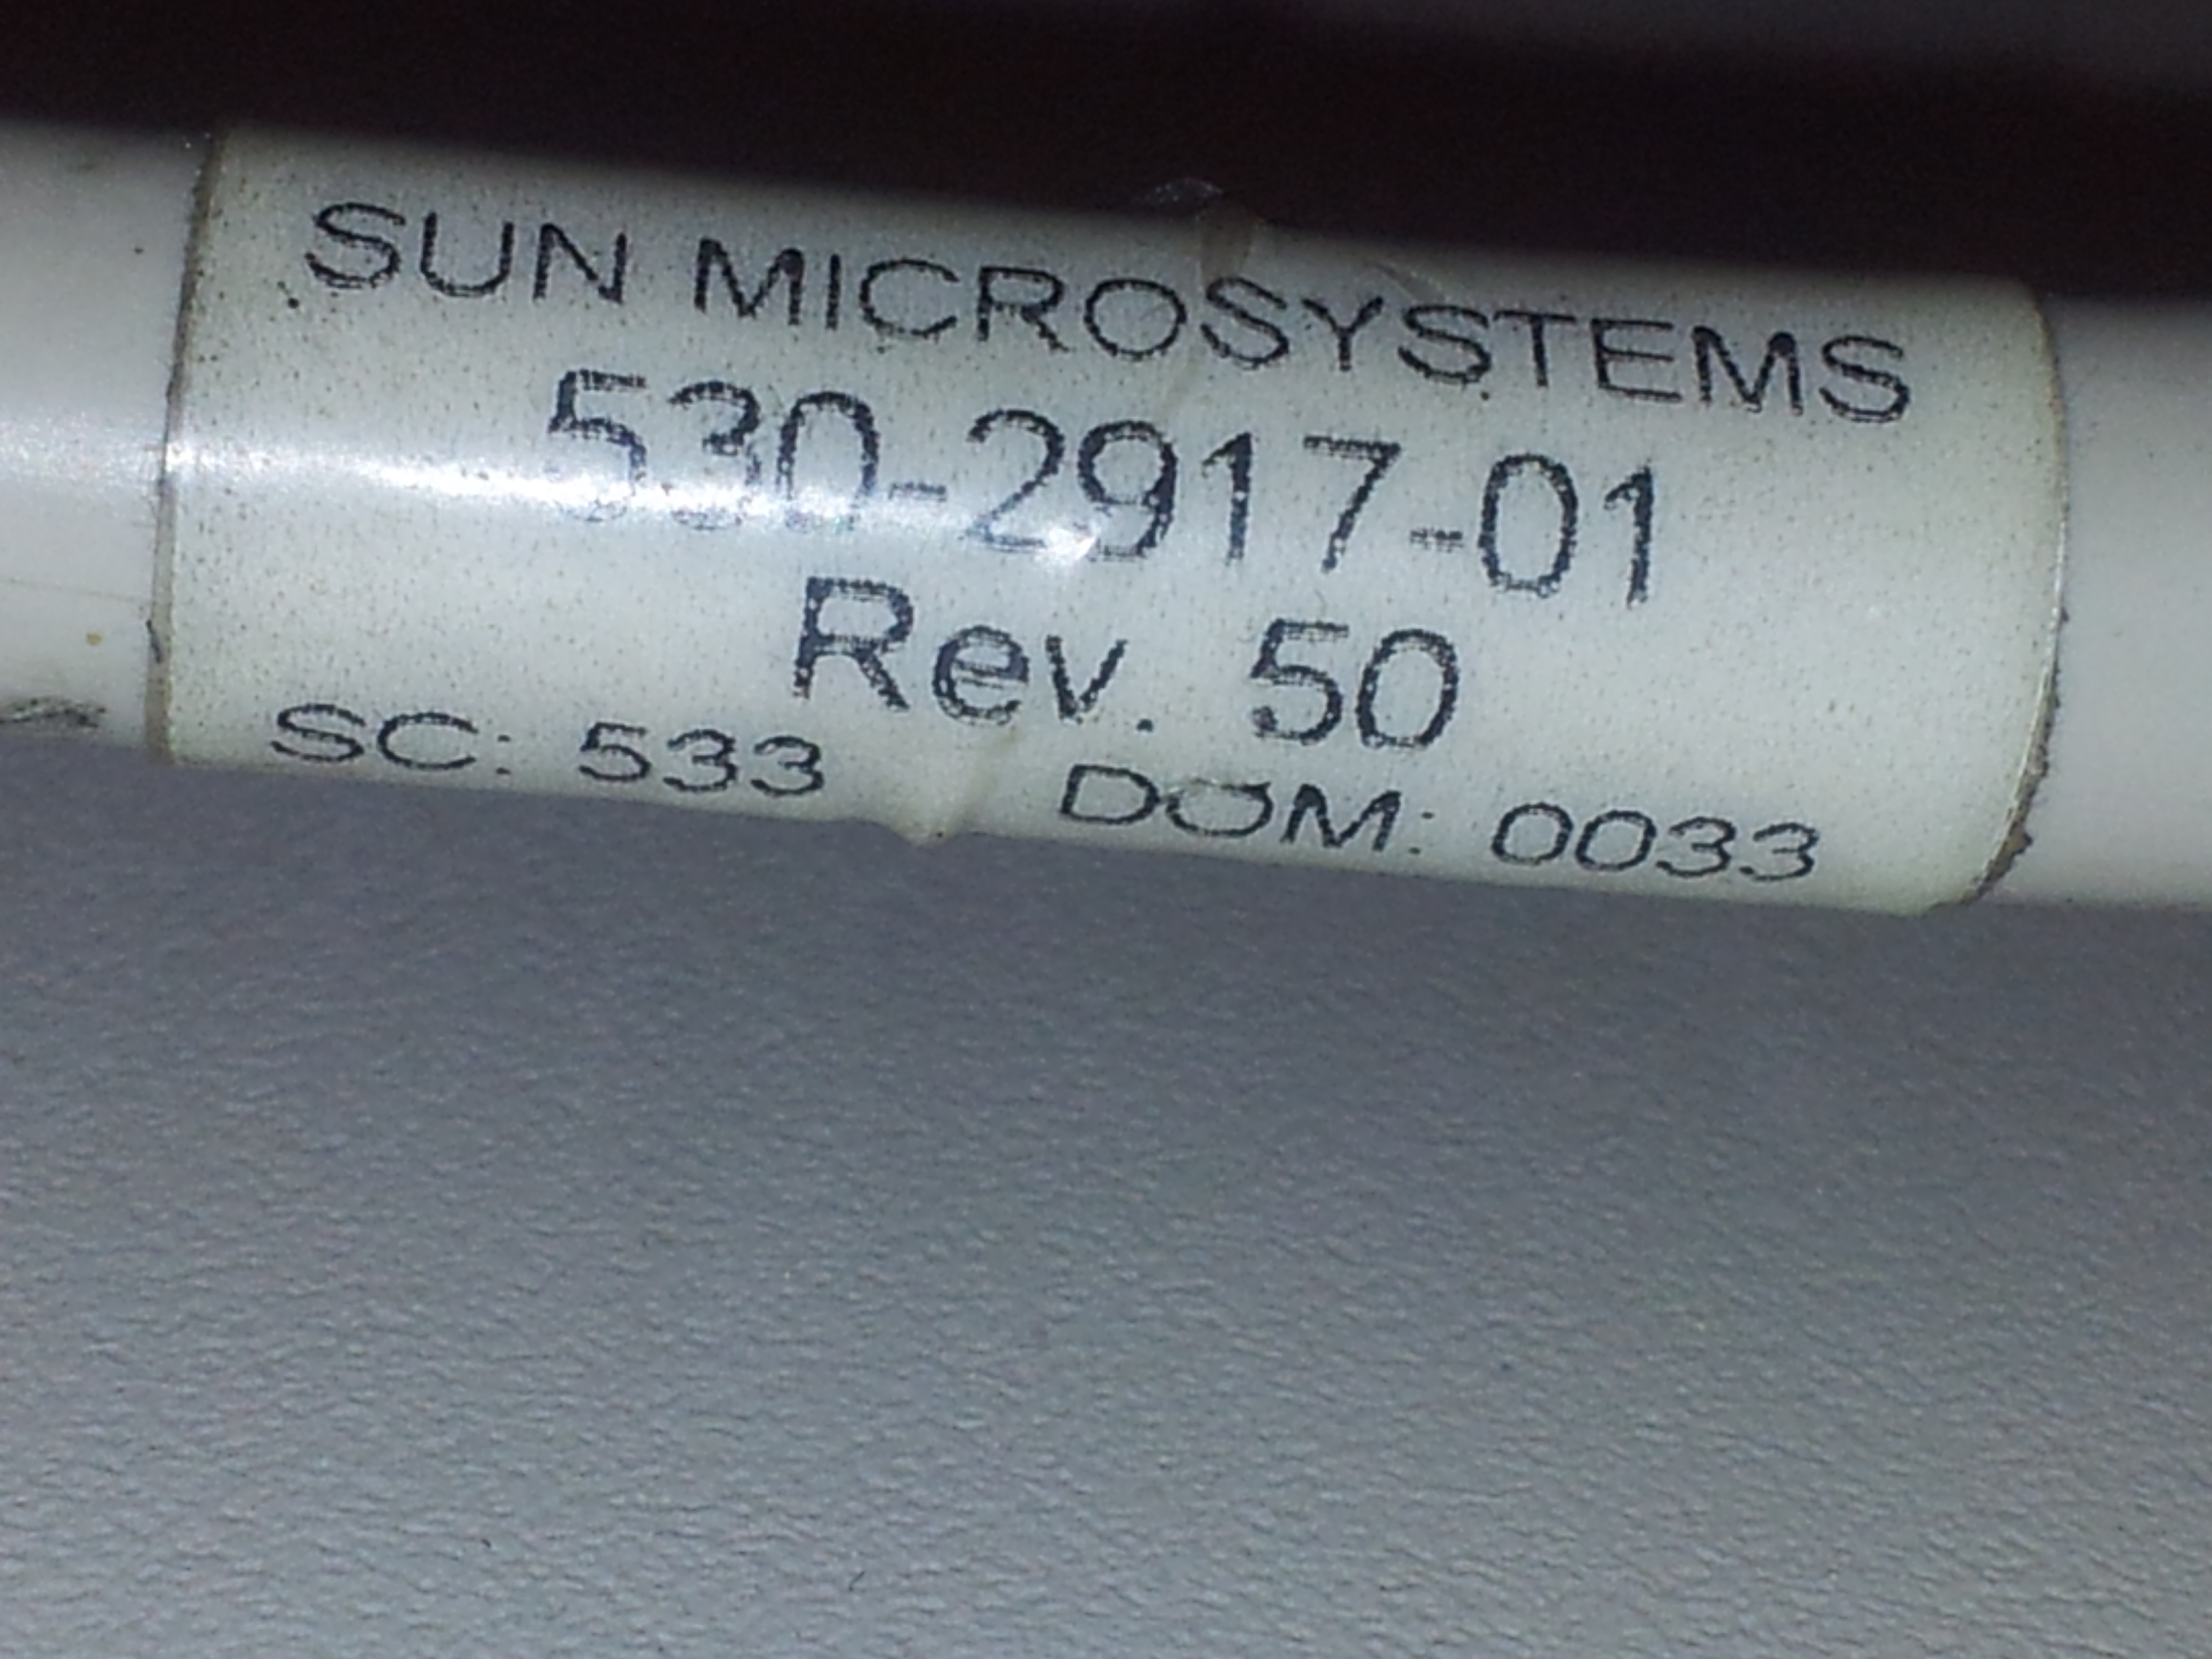 SUN MICROSYSTEMS
530-2917-01
Rev. 50
SC: 533 DOM: 0033